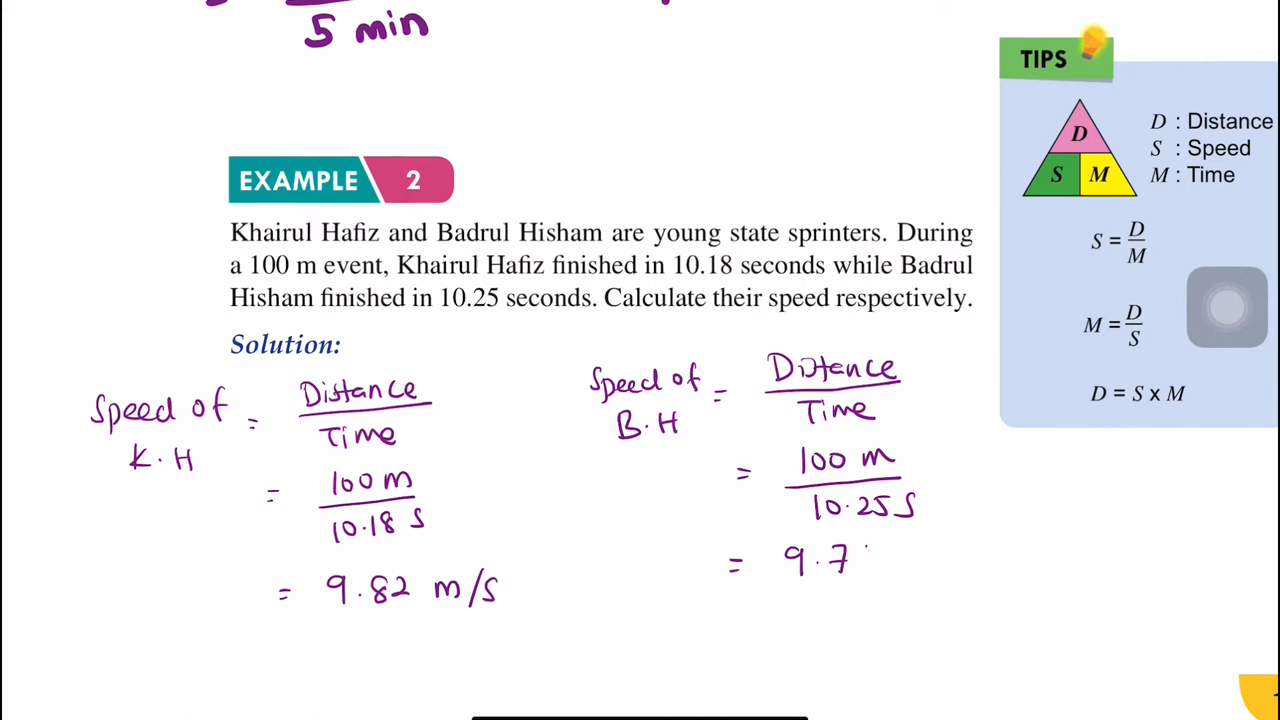 5 min
TIPS
D
S M
D : Distance
S : Speed
M : Time
S = D/M
M = D/S
D = S x M
EXAMPLE 2
Khairul Hafiz and Badrul Hisham are young state sprinters. During
a 100 m event, Khairul Hafiz finished in 10.18 seconds while Badrul
Hisham finished in 10.25 seconds. Calculate their speed respectively.
Solution:
Speed of K.H = Distance
Time
= 100 m
10.18 s
= 9.82 m/s
Speed of B.H = Distance
Time
= 100 m
10.25 s
= 9.7